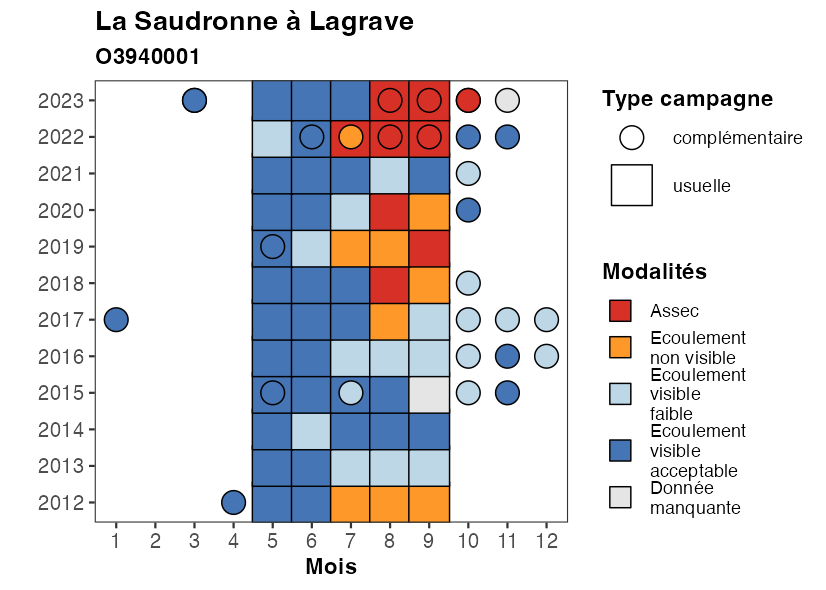 La Saudronne à Lagrave
O3940001
2023
2022
2021
2020
2019
2018
2017
2016
2015
2014
2013
2012
1 2 3 4 5 6 7 8 9 10 11 12
Mois
Type campagne
complémentaire
usuelle
Modalités
Assec
Ecoulement
non visible
Ecoulement
visible
faible
Ecoulement
visible
acceptable
Donnée
manquante